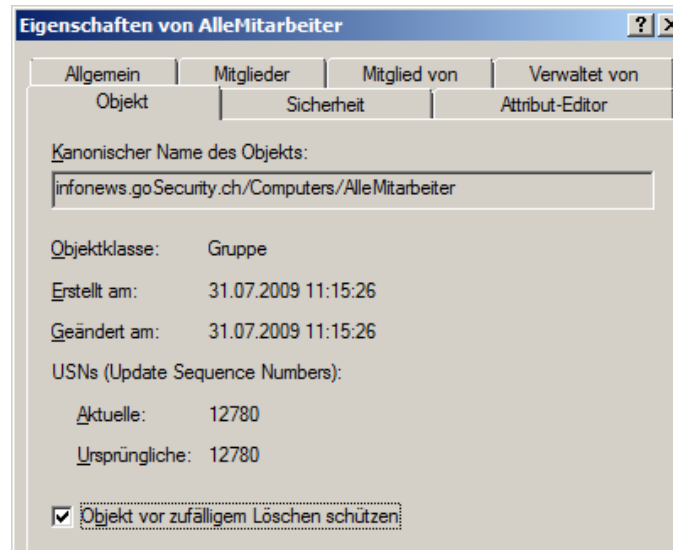 Eigenschaften von AlleMitarbeiter
Allgemein Mitglieder Mitglied von Verwaltet von
Objekt Sicherheit Attribut-Editor
Kanonischer Name des Objekts:
infonews.goSecurity.ch/Computers/AlleMitarbeiter
Objektklasse: Gruppe
Erstellt am: 31.07.2009 11:15:26
Geändert am: 31.07.2009 11:15:26
USNs (Update Sequence Numbers):
Aktuelle: 12780
Ursprüngliche: 12780
Objekt vor zufälligem Löschen schützen